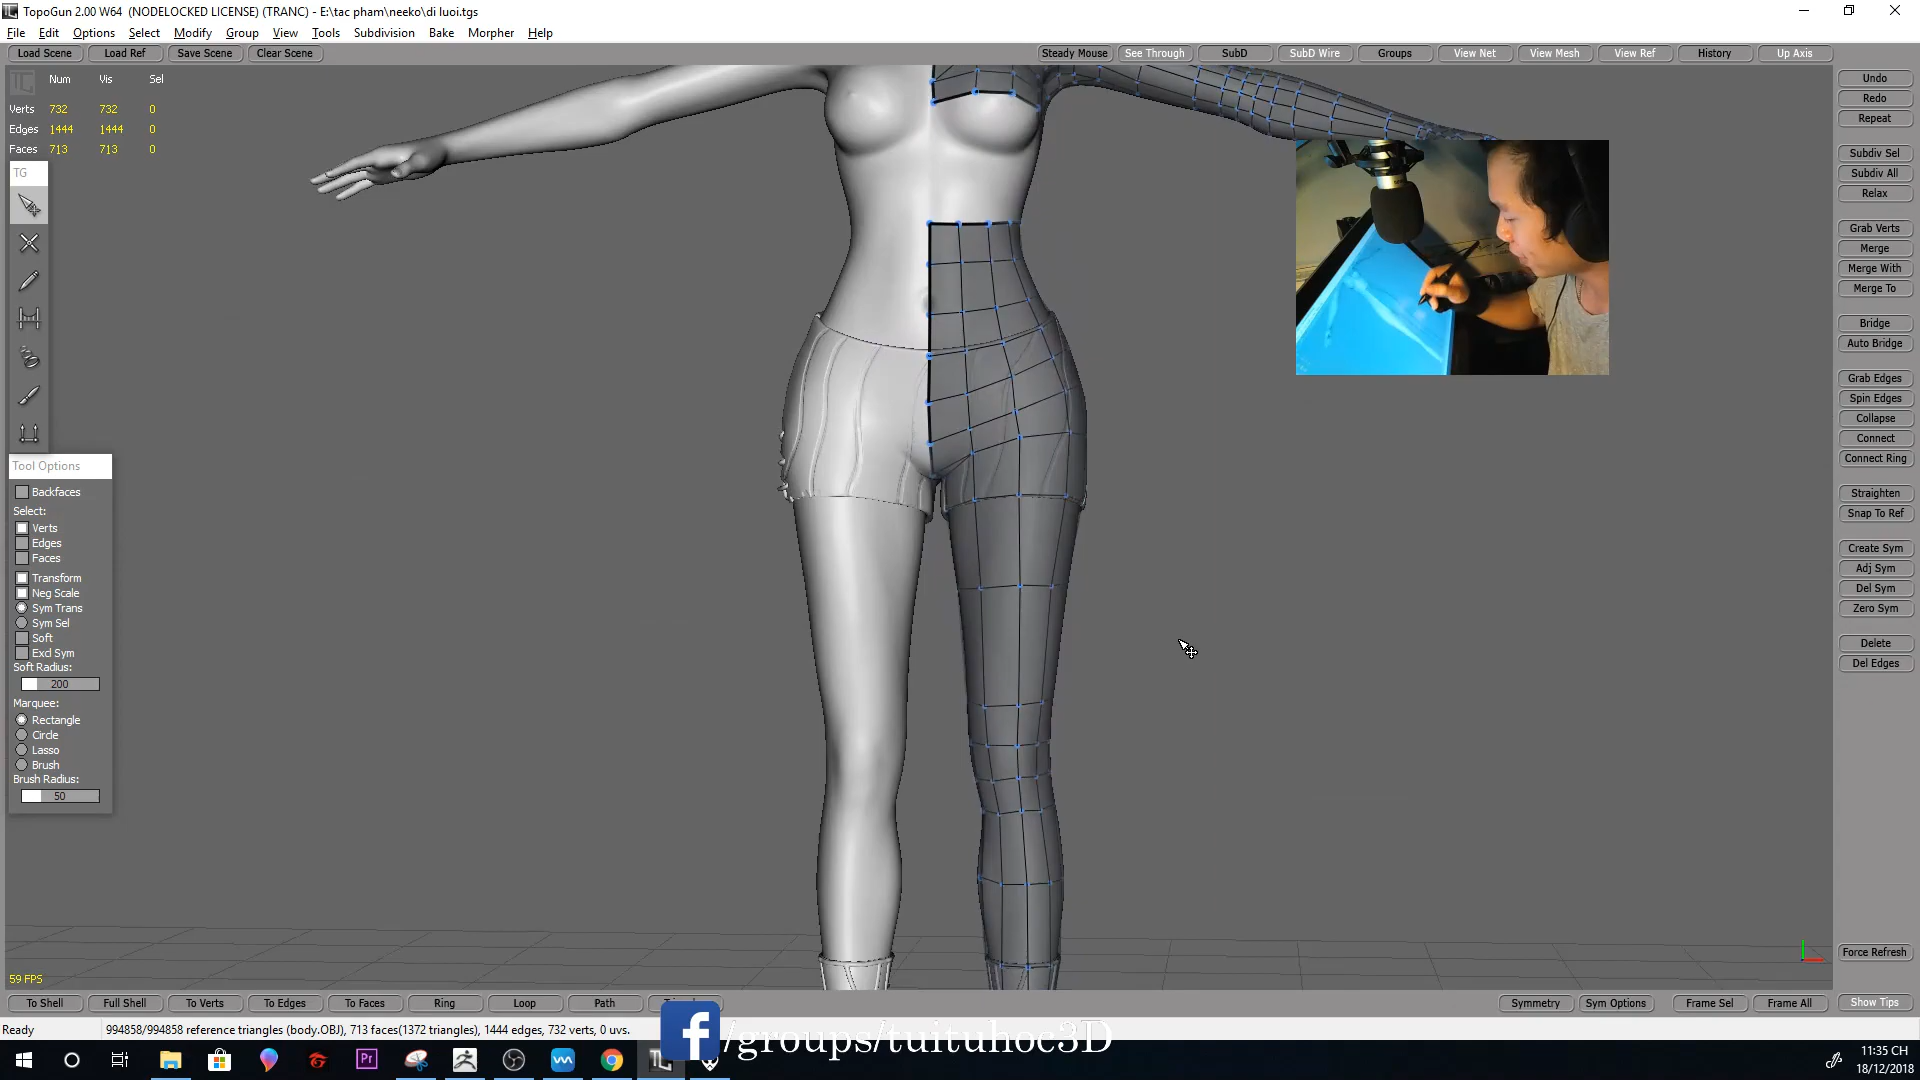 TopoGun 2.00 W64 (NODELOCKED LICENSE) (TRANC) - E:\tac pham\neeko\di luoi.tgs
File Edit Options Select Modify Group View Tools Subdivision Bake Morpher Help
Load Scene Load Ref Save Scene Clear Scene Steady Mouse See Through SubD SubD Wire Groups View Net View Mesh View Ref History Up Axis
Num Vis Sel
Verts 732 732 0
Edges 1444 1444 0
Faces 713 713 0
TG
Tool Options
Backfaces
Select:
Verts
Edges
Faces
Transform
Neg Scale
Sym Trans
Sym Sel
Soft
Excl Sym
Soft Radius:
200
Marquee:
Rectangle
Circle
Lasso
Brush
Brush Radius:
50
Undo
Redo
Repeat
Subdiv Sel
Subdiv All
Relax
Grab Verts
Merge
Merge With
Merge To
Bridge
Auto Bridge
Grab Edges
Spin Edges
Collapse
Connect
Connect Ring
Straighten
Snap To Ref
Create Sym
Adj Sym
Del Sym
Zero Sym
Delete
Del Edges
Force Refresh
Show Tips
59 FPS
To Shell Full Shell To Verts To Edges To Faces Ring Loop Path Symmetry Sym Options Frame Sel Frame All
Ready 994858/994858 reference triangles (body.OBJ), 713 faces(1372 triangles), 1444 edges, 732 verts, 0 uvs.
/groups/tuituhoc3D
11:35 CH
18/12/2018